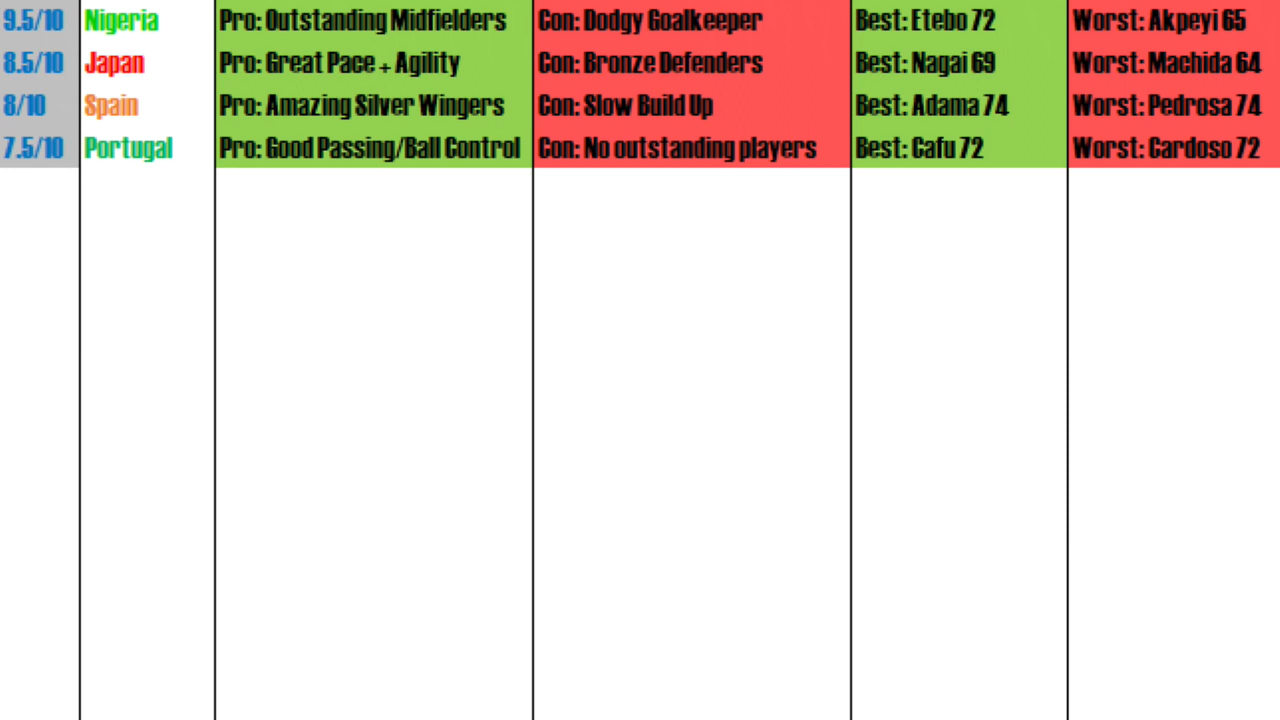 9.5/10 Nigeria Pro: Outstanding Midfielders Con: Dodgy Goalkeeper Best: Etebo 72 Worst: Akpeyi 65
8.5/10 Japan Pro: Great Pace + Agility Con: Bronze Defenders Best: Nagai 69 Worst: Machida 64
8/10 Spain Pro: Amazing Silver Wingers Con: Slow Build Up Best: Adama 74 Worst: Pedrosa 74
7.5/10 Portugal Pro: Good Passing/Ball Control Con: No outstanding players Best: Cafu 72 Worst: Cardoso 72